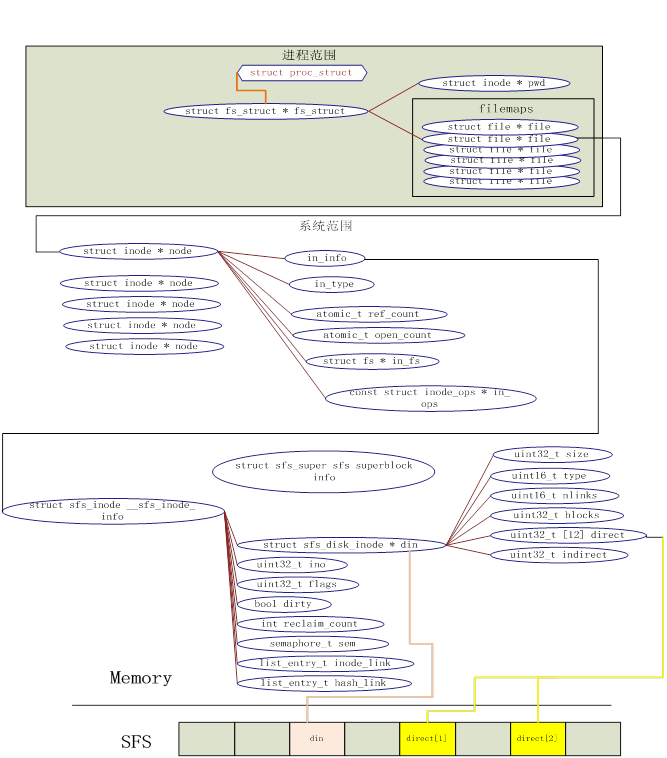 进程范围
struct proc_struct
struct inode * pwd
struct fs_struct * fs_struct
filemaps
struct file * file
struct file * file
struct file * file
struct file * file
struct file * file
struct file * file
系统范围
struct inode * node
in_info
struct inode * node
in_type
struct inode * node
atomic_t ref_count
struct inode * node
atomic_t open_count
struct inode * node
struct fs * in_fs
const struct inode_ops * in_
ops
struct sfs_super sfs superblock
info
uint32_t size
uint16_t type
uint16_t nlinks
struct sfs_inode __sfs_inode_
info
uint32_t blocks
uint32_t [12] direct
struct sfs_disk_inode * din
uint32_t indirect
uint32_t ino
uint32_t flags
bool dirty
int reclaim_count
semaphore_t sem
list_entry_t inode_link
Memory
list_entry_t hash_link
SFS
din
direct[1]
direct[2]